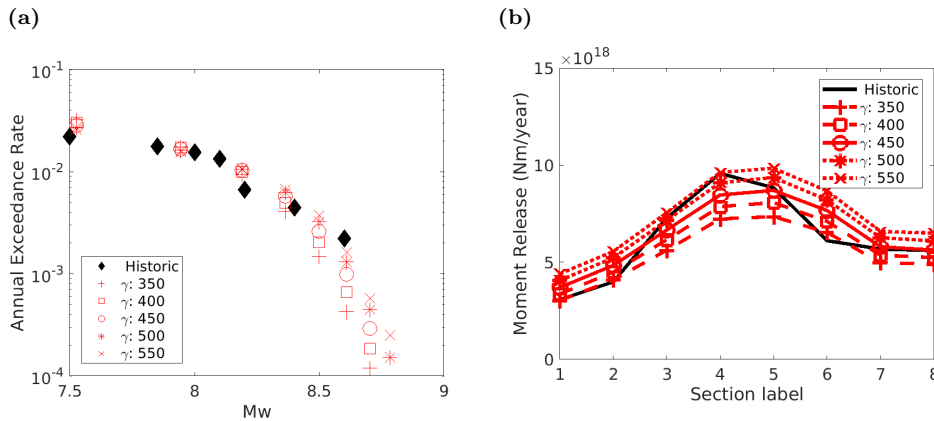 (a)
Annual Exceedance Rate
10^-1
10^-2
10^-3
10^-4
7.5 8 8.5 9
Mw
Historic
γ: 350
γ: 400
γ: 450
γ: 500
γ: 550
(b)
×10^18
Moment Release (Nm/year)
15
10
5
0
1 2 3 4 5 6 7 8
Section label
Historic
γ: 350
γ: 400
γ: 450
γ: 500
γ: 550